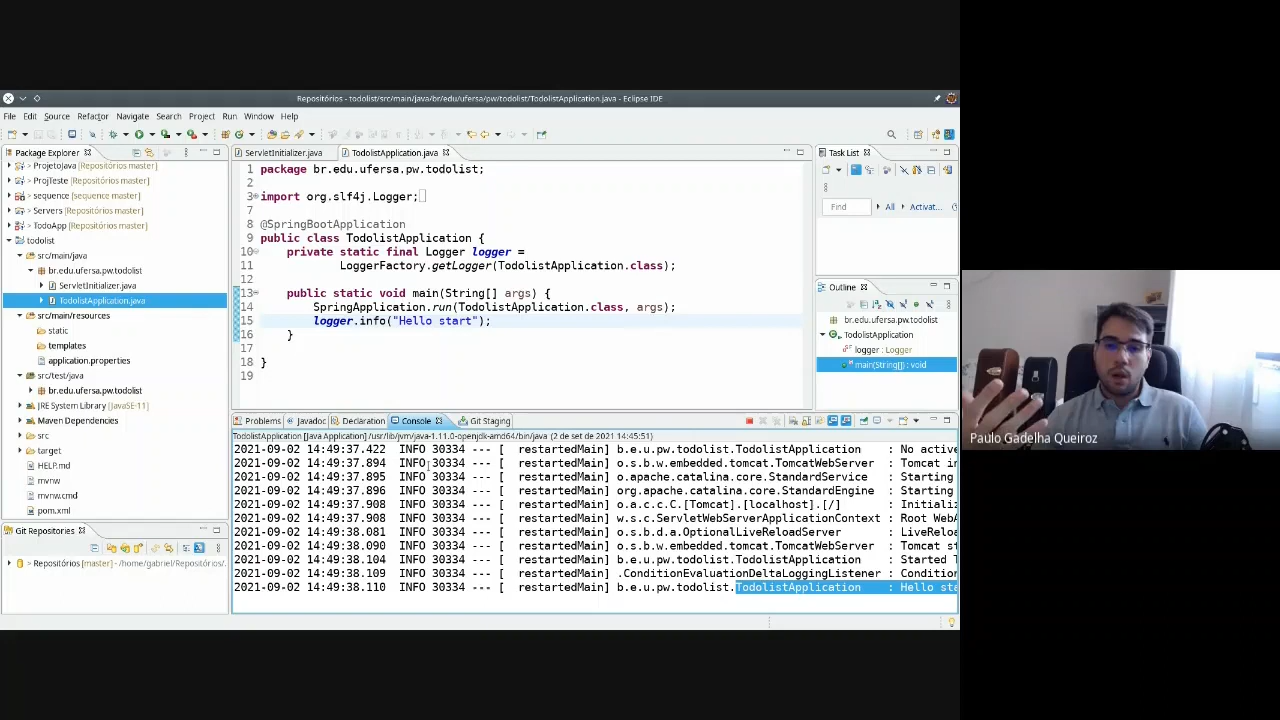 Repositórios - todolist/src/main/java/br/edu/ufersa/pw/todolist/TodolistApplication.java - Eclipse IDE
File Edit Source Refactor Navigate Search Project Run Window Help
Package Explorer
ProjetoJava [Repositórios master]
> ProjTeste [Repositórios master]
> sequence [sequence master]
> Servers [Repositórios master]
> TodoApp [Repositórios master]
todolist
src/main/java
br.edu.ufersa.pw.todolist
ServletInitializer.java
TodolistApplication.java
src/main/resources
static
templates
application.properties
src/test/java
br.edu.ufersa.pw.todolist
JRE System Library [JavaSE-11]
Maven Dependencies
src
target
HELP.md
mvnw
mvnw.cmd
pom.xml
Git Repositories
> Repositórios [master] - /home/gabriel/Repositórios/.
ServletInitializer.java TodolistApplication.java
1 package br.edu.ufersa.pw.todolist;
2
3 import org.slf4j.Logger;
7
8 @SpringBootApplication
9 public class TodolistApplication {
10 private static final Logger logger =
11 LoggerFactory.getLogger(TodolistApplication.class);
12
13 public static void main(String[] args) {
14 SpringApplication.run(TodolistApplication.class, args);
15 logger.info("Hello start");
16 }
17
18 }
19
Task List
Find All Activat...
Outline
br.edu.ufersa.pw.todolist
TodolistApplication
logger : Logger
main(String[]) : void
Problems Javadoc Declaration Console Git Staging
TodolistApplication [Java Application] /usr/lib/jvm/java-1.11.0-openjdk-amd64/bin/java (2 de set de 2021 14:45:51)
2021-09-02 14:49:37.422 INFO 30334 --- [ restartedMain] b.e.u.pw.todolist.TodolistApplication : No active
2021-09-02 14:49:37.894 INFO 30334 --- [ restartedMain] o.s.b.w.embedded.tomcat.TomcatWebServer : Tomcat in
2021-09-02 14:49:37.895 INFO 30334 --- [ restartedMain] o.apache.catalina.core.StandardService : Starting
2021-09-02 14:49:37.896 INFO 30334 --- [ restartedMain] org.apache.catalina.core.StandardEngine : Starting
2021-09-02 14:49:37.908 INFO 30334 --- [ restartedMain] o.a.c.c.C.[Tomcat].[localhost].[/] : Initiali
2021-09-02 14:49:37.908 INFO 30334 --- [ restartedMain] w.s.c.ServletWebServerApplicationContext : Root WebA
2021-09-02 14:49:38.081 INFO 30334 --- [ restartedMain] o.s.b.d.a.OptionalLiveReloadServer : LiveReloa
2021-09-02 14:49:38.090 INFO 30334 --- [ restartedMain] o.s.b.w.embedded.tomcat.TomcatWebServer : Tomcat st
2021-09-02 14:49:38.104 INFO 30334 --- [ restartedMain] b.e.u.pw.todolist.TodolistApplication : Started T
2021-09-02 14:49:38.109 INFO 30334 --- [ restartedMain] .ConditionEvaluationDeltaLoggingListener : Condition
2021-09-02 14:49:38.110 INFO 30334 --- [ restartedMain] b.e.u.pw.todolist.TodolistApplication : Hello sta
Paulo Gadelha Queiroz